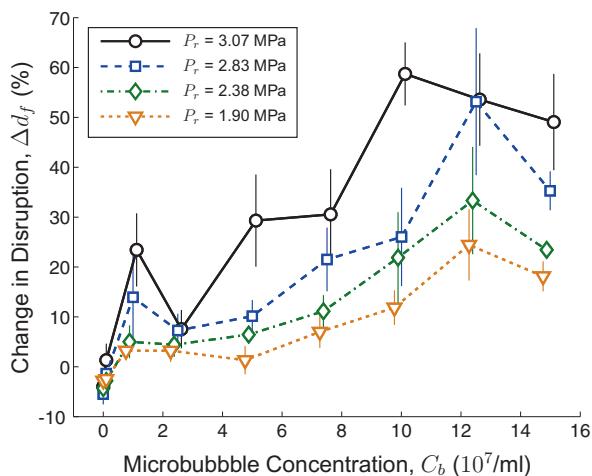 70
60
50
40
30
20
10
0
-10
Change in Disruption, Δd_f (%)
P_r = 3.07 MPa
P_r = 2.83 MPa
P_r = 2.38 MPa
P_r = 1.90 MPa
0 2 4 6 8 10 12 14 16
Microbubbble Concentration, C_b (10^7/ml)